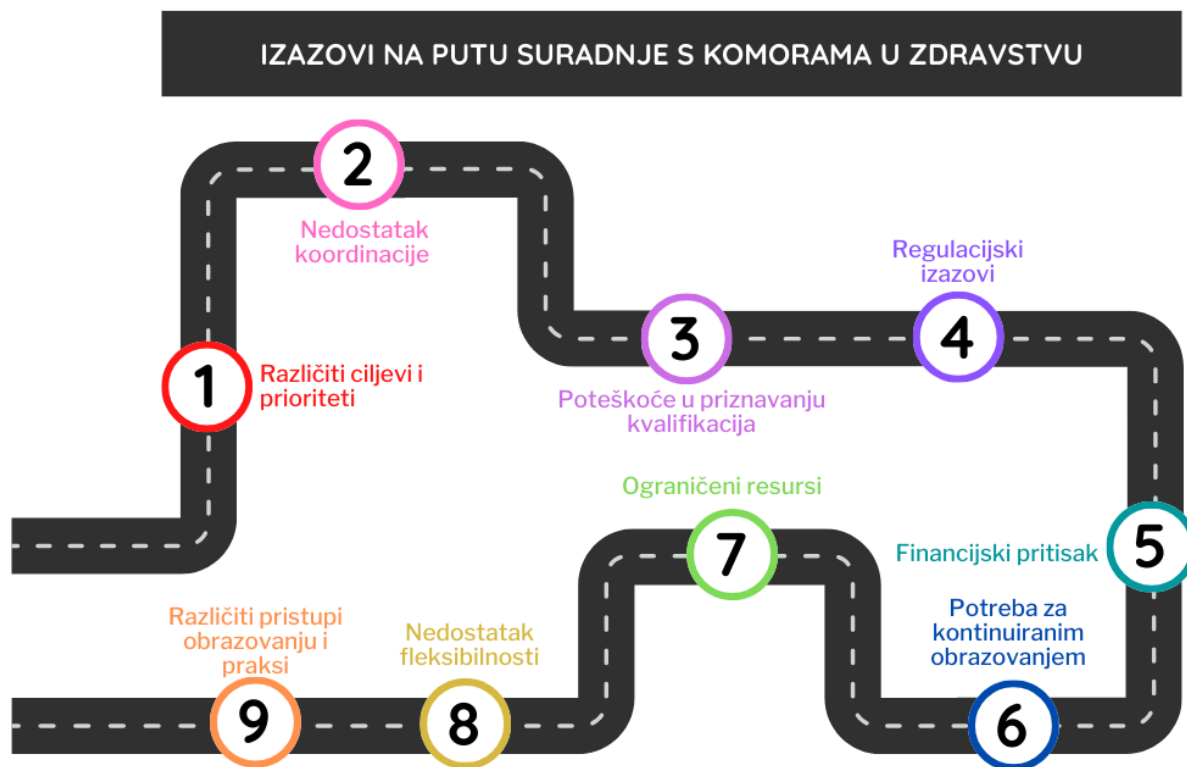 IZAZOVI NA PUTU SURADNJE S KOMORAMA U ZDRAVSTVU
1
Različiti ciljevi i
prioriteti
2
Nedostatak
koordinacije
3
Poteškoće u priznavanju
kvalifikacija
4
Regulacijski
izazovi
5
Financijski pritisak
6
Potreba za
kontinuiranim
obrazovanjem
7
Ograničeni resursi
8
Nedostatak
fleksibilnosti
9
Različiti pristupi
obrazovanju i
praksi